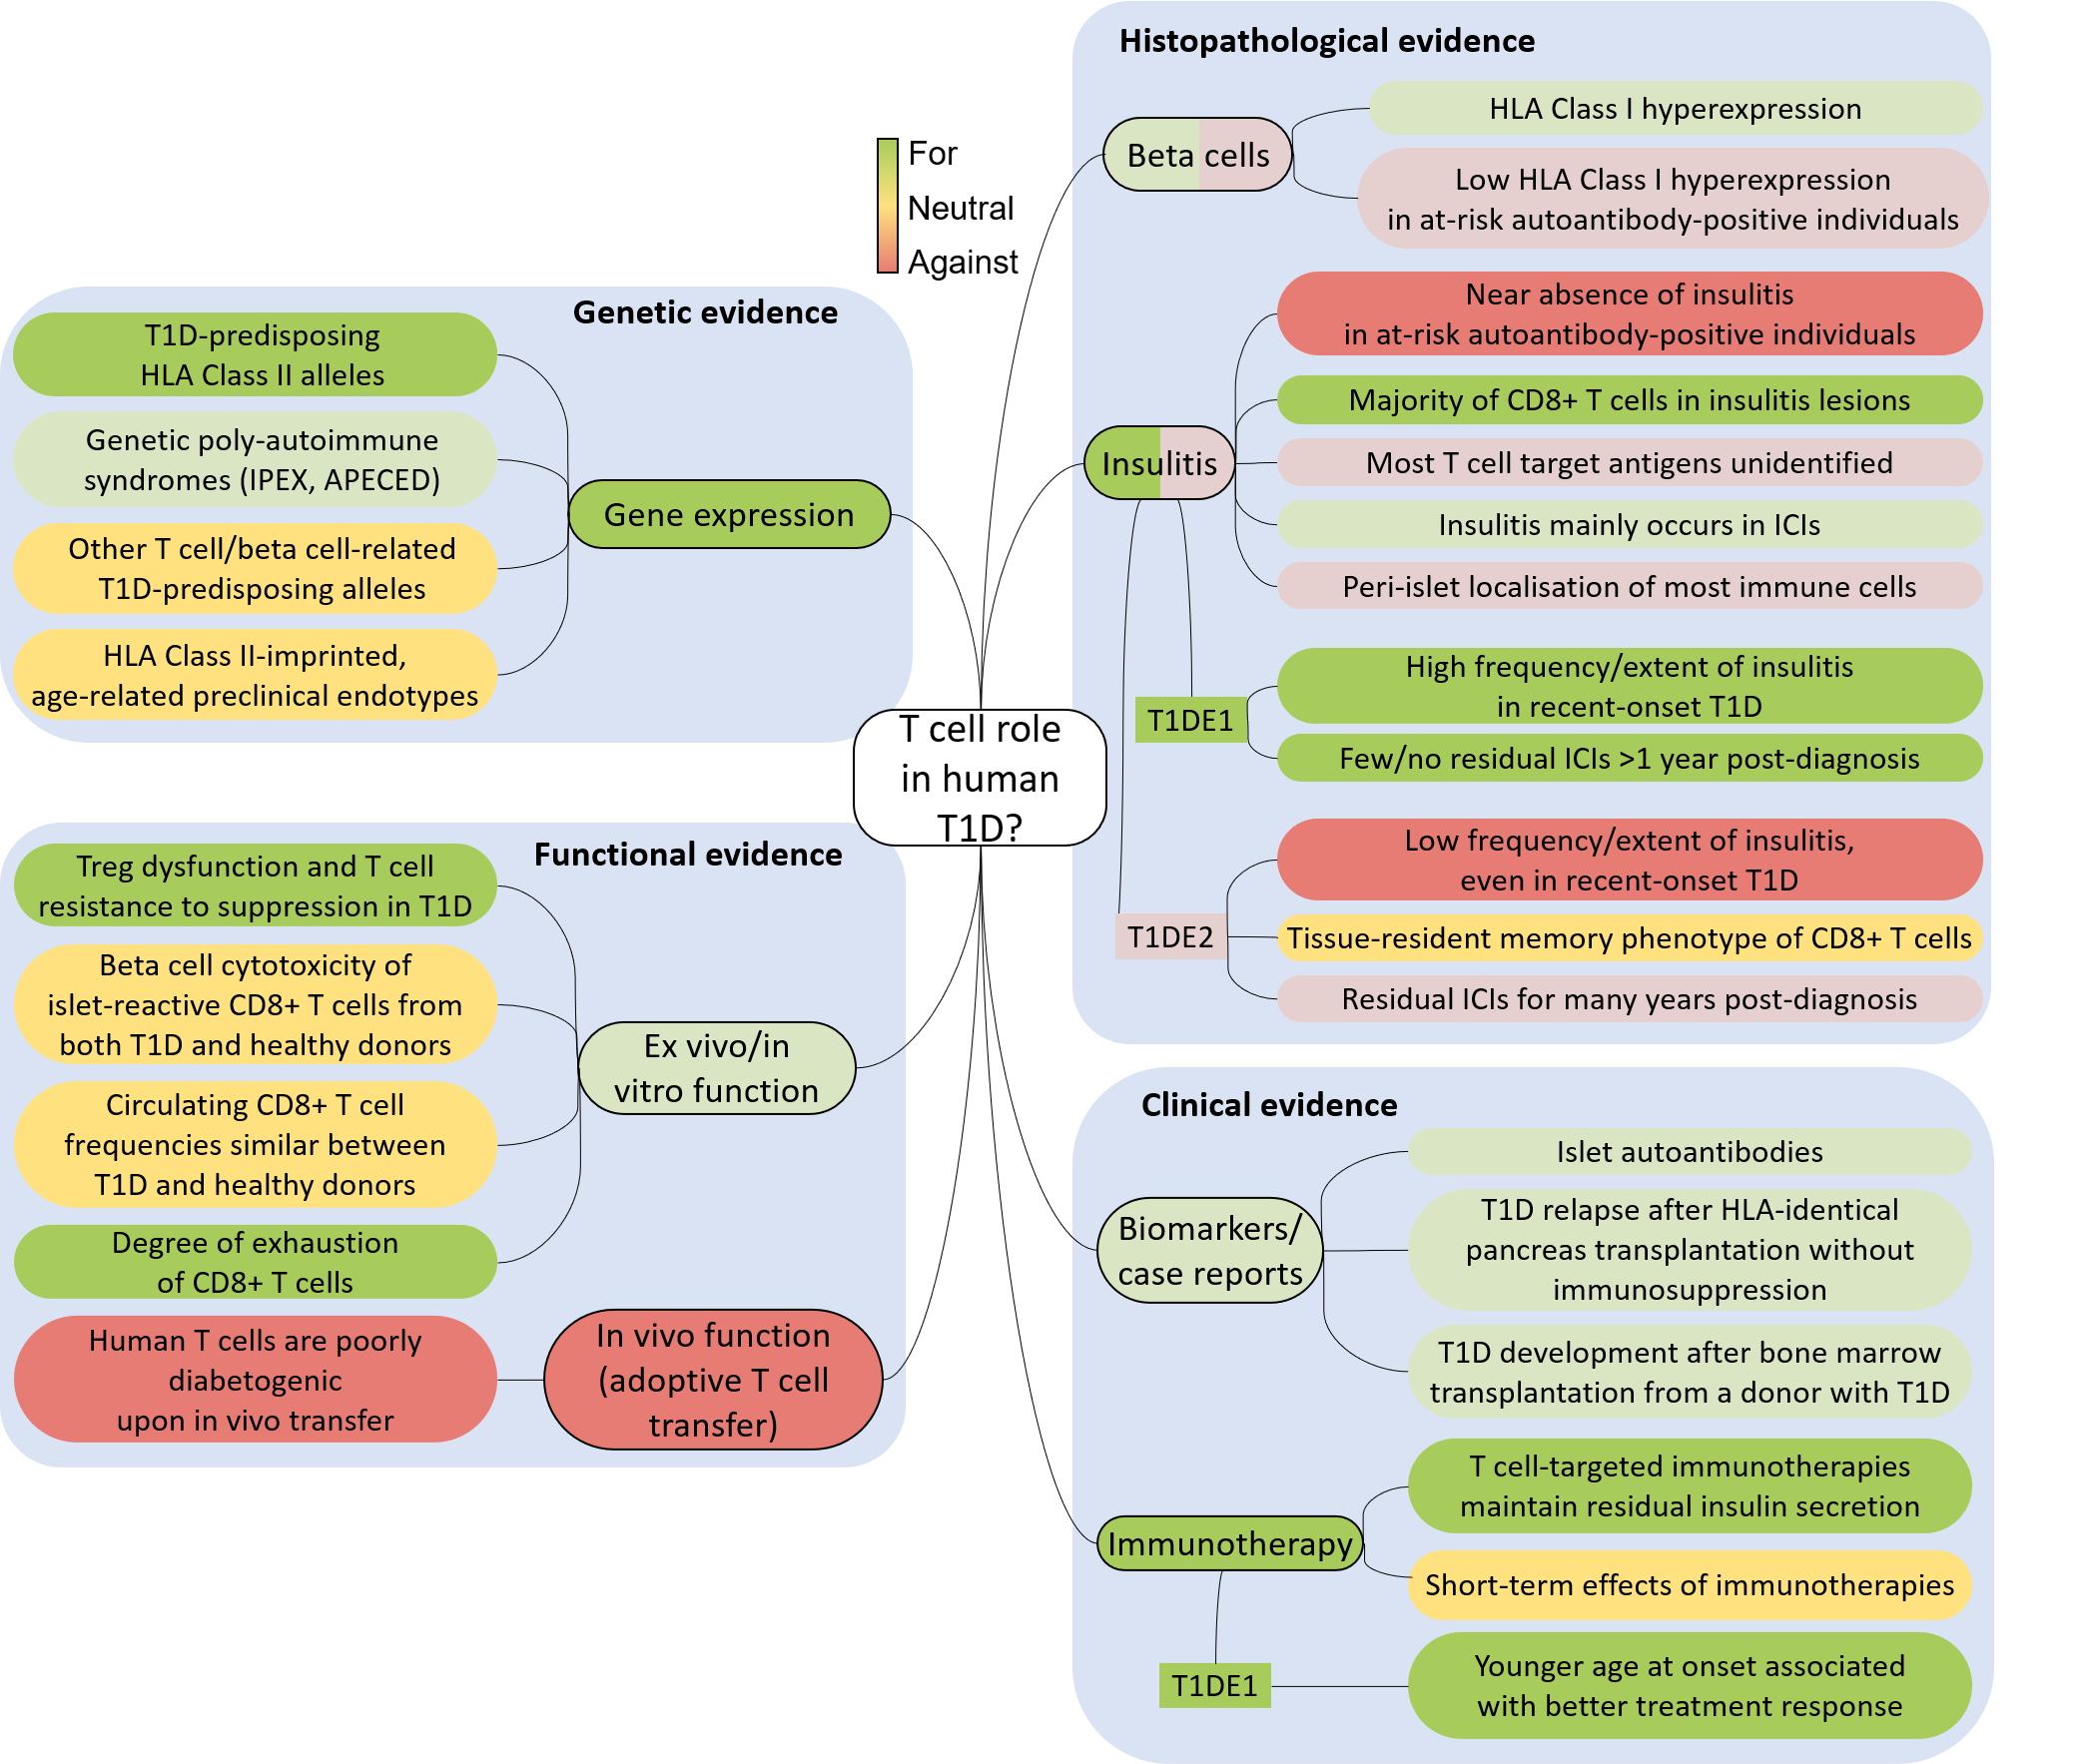 Histopathological evidence
Beta cells
HLA Class I hyperexpression
Low HLA Class I hyperexpression
in at-risk autoantibody-positive individuals
For
Neutral
Against
Insulitis
Near absence of insulitis
in at-risk autoantibody-positive individuals
Majority of CD8+ T cells in insulitis lesions
Most T cell target antigens unidentified
Insulitis mainly occurs in ICIs
Peri-islet localisation of most immune cells
T1DE1
High frequency/extent of insulitis
in recent-onset T1D
Few/no residual ICIs >1 year post-diagnosis
T1DE2
Low frequency/extent of insulitis,
even in recent-onset T1D
Tissue-resident memory phenotype of CD8+ T cells
Residual ICIs for many years post-diagnosis
Genetic evidence
T1D-predisposing
HLA Class II alleles
Genetic poly-autoimmune
syndromes (IPEX, APECED)
Other T cell/beta cell-related
T1D-predisposing alleles
HLA Class II-imprinted,
age-related preclinical endotypes
Gene expression
T cell role
in human
T1D?
Functional evidence
Treg dysfunction and T cell
resistance to suppression in T1D
Beta cell cytotoxicity of
islet-reactive CD8+ T cells from
both T1D and healthy donors
Circulating CD8+ T cell
frequencies similar between
T1D and healthy donors
Degree of exhaustion
of CD8+ T cells
Ex vivo/in
vitro function
Human T cells are poorly
diabetogenic
upon in vivo transfer
In vivo function
(adoptive T cell
transfer)
Clinical evidence
Biomarkers/
case reports
Islet autoantibodies
T1D relapse after HLA-identical
pancreas transplantation without
immunosuppression
T1D development after bone marrow
transplantation from a donor with T1D
Immunotherapy
T cell-targeted immunotherapies
maintain residual insulin secretion
Short-term effects of immunotherapies
T1DE1
Younger age at onset associated
with better treatment response